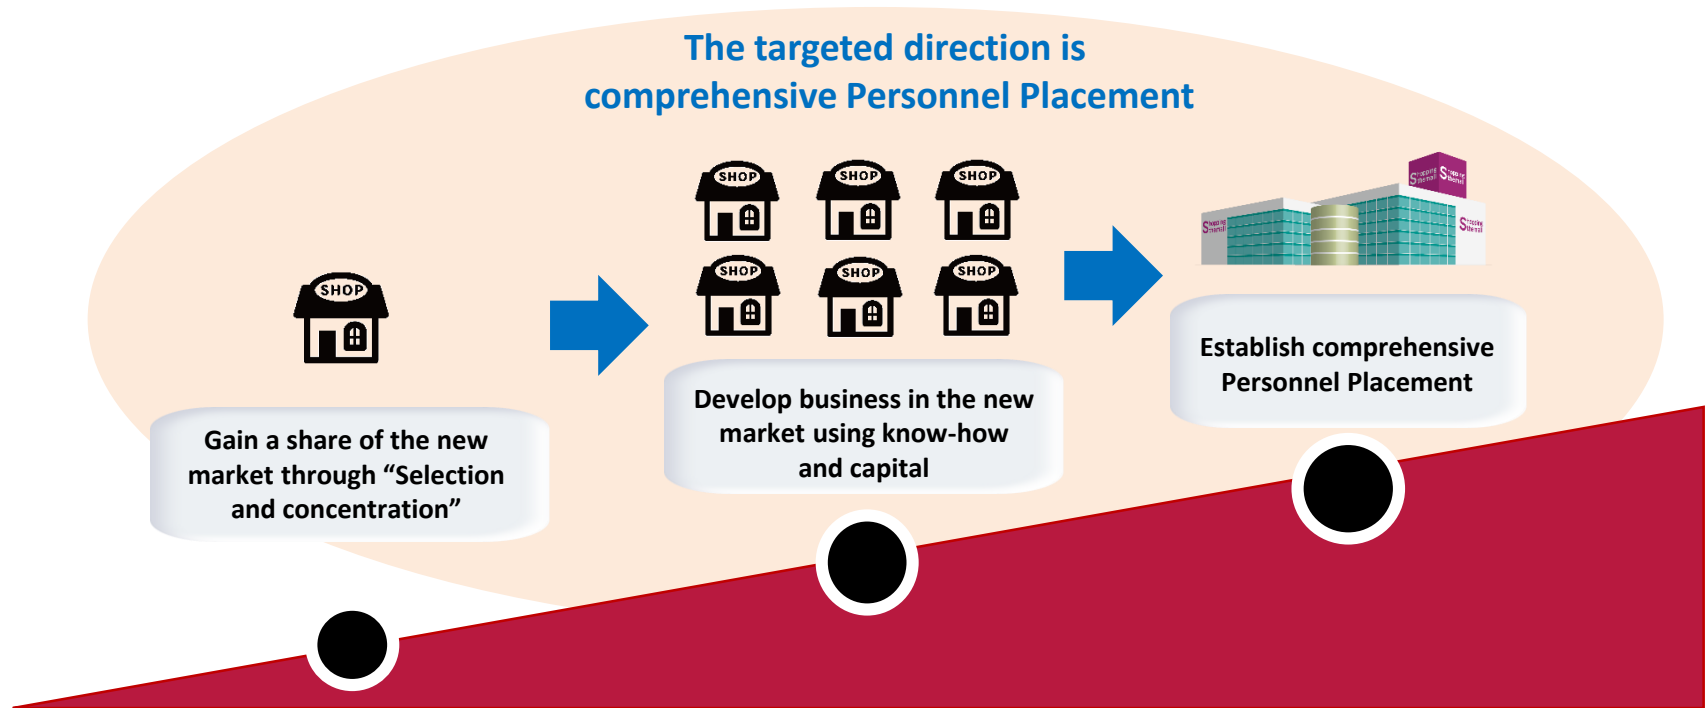 The targeted direction is
comprehensive Personnel Placement
SHOP
SHOP
SHOP
SHOP
SHOP
SHOP
SHOP
Gain a share of the new
market through “Selection
and concentration”
Develop business in the new
market using know-how
and capital
Establish comprehensive
Personnel Placement